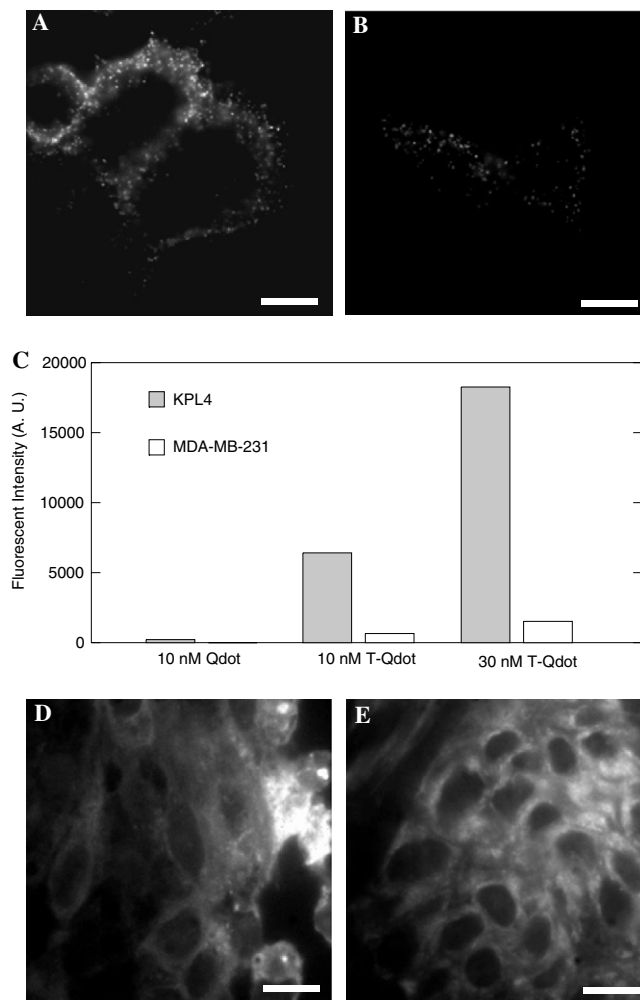 A
B
C
20000
15000
10000
5000
0
Fluorescent Intensity (A. U.)
KPL4
MDA-MB-231
10 nM Qdot
10 nM T-Qdot
30 nM T-Qdot
D
E